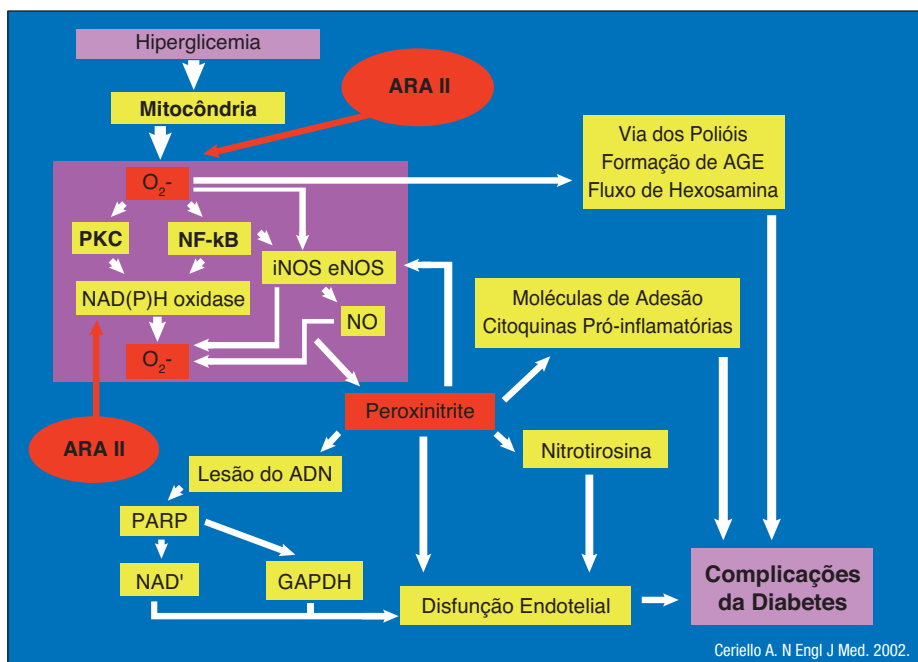 Hiperglicemia
ARA II
Mitocôndria
Via dos Polióis
Formação de AGE
Fluxo de Hexosamina
O2-
PKC
NF-kB
iNOS eNOS
NAD(P)H oxidase
NO
Moléculas de Adesão
Citoquinas Pró-inflamatórias
O2-
Peroxinitrite
ARA II
Lesão do ADN
Nitrotirosina
PARP
NAD'
GAPDH
Disfunção Endotelial
Complicações
da Diabetes
Ceriello A. N Engl J Med. 2002.